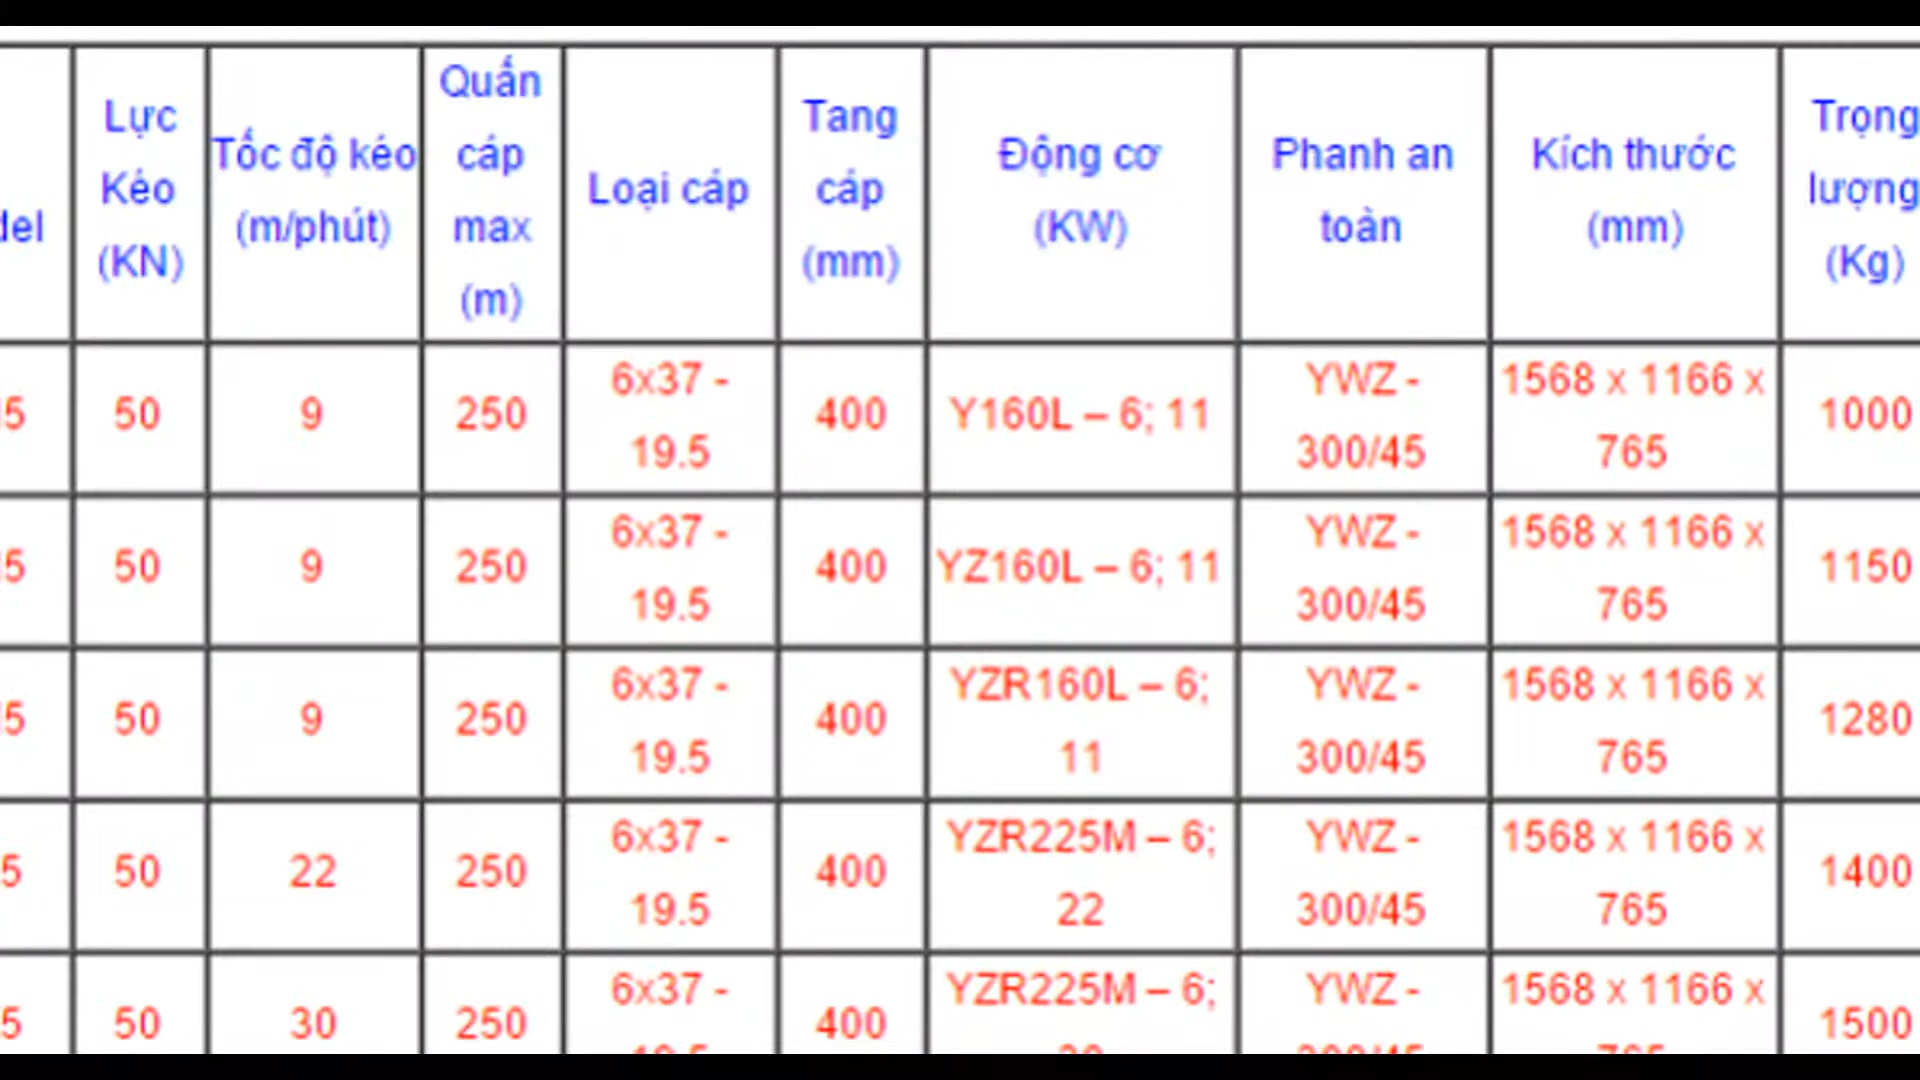 del
Lực
Kéo
(KN)
Tốc độ kéo
(m/phút)
Quấn
cáp
max
(m)
Loại cáp
Tang
cáp
(mm)
Động cơ
(KW)
Phanh an
toàn
Kích thước
(mm)
Trọng
lượng
(Kg)
5
50
9
250
6x37 -
19.5
400
Y160L – 6; 11
YWZ -
300/45
1568 x 1166 x
765
1000
5
50
9
250
6x37 -
19.5
400
YZ160L – 6; 11
YWZ -
300/45
1568 x 1166 x
765
1150
5
50
9
250
6x37 -
19.5
400
YZR160L – 6;
11
YWZ -
300/45
1568 x 1166 x
765
1280
5
50
22
250
6x37 -
19.5
400
YZR225M – 6;
22
YWZ -
300/45
1568 x 1166 x
765
1400
5
50
30
250
6x37 -
400
YZR225M – 6;
YWZ -
1568 x 1166 x
1500